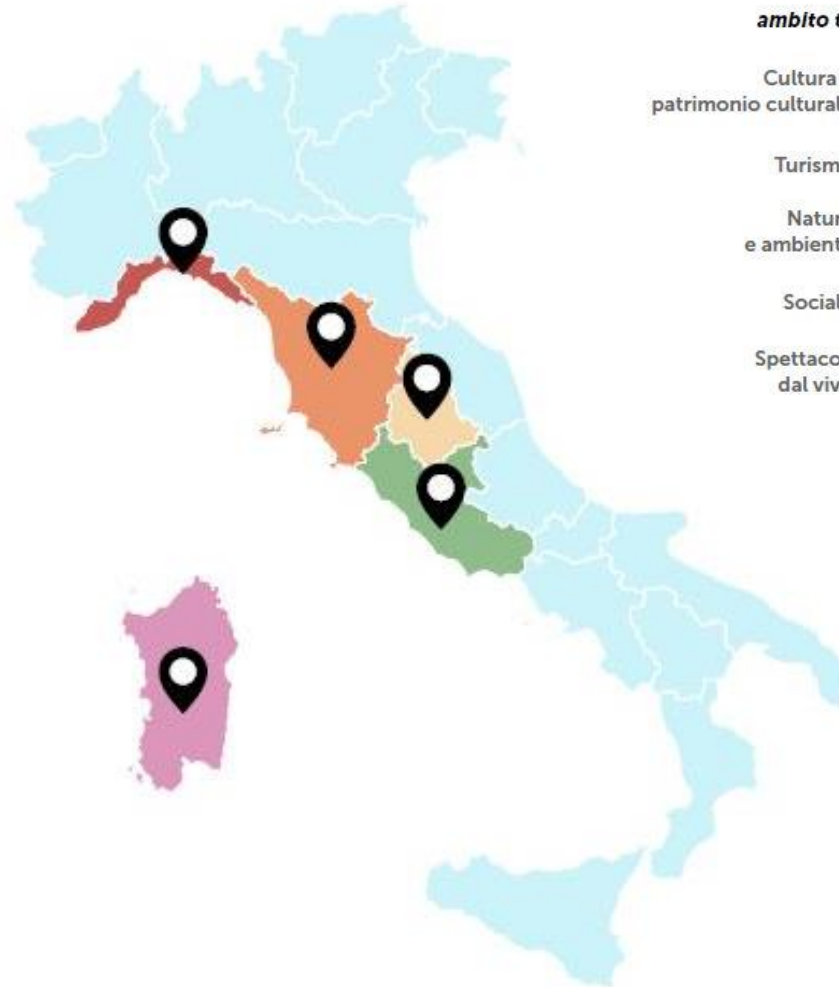 ambito t
Cultura
patrimonio cultural
Turism
Natur
e ambient
Social
Spettaco
dal viv